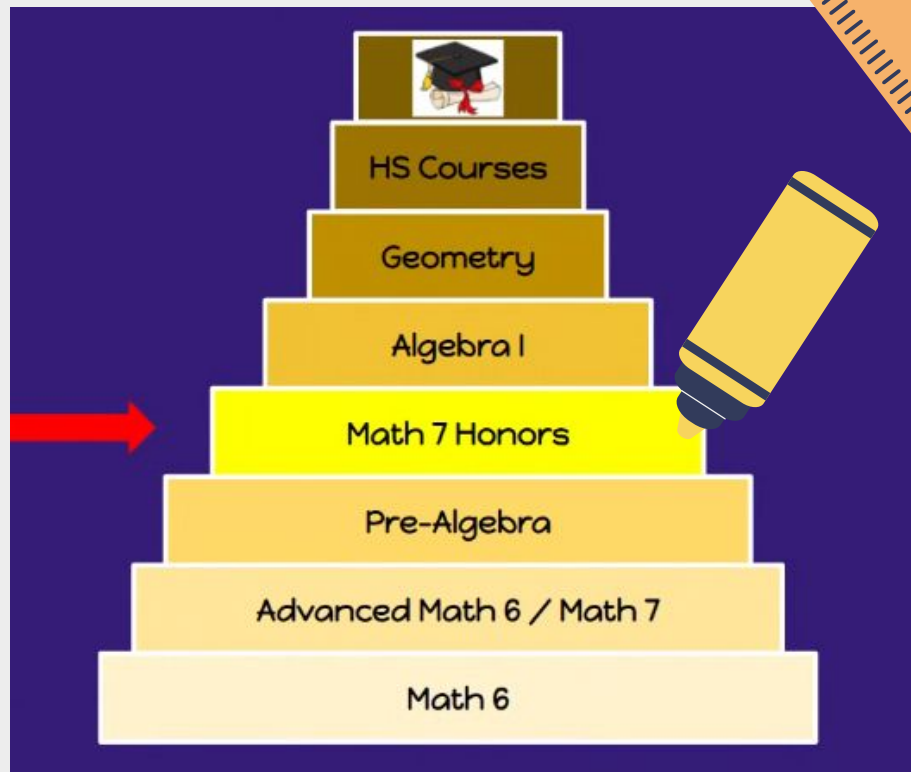 HS Courses
Geometry
Algebra I
Math 7 Honors
Pre-Algebra
Advanced Math 6 / Math 7
Math 6